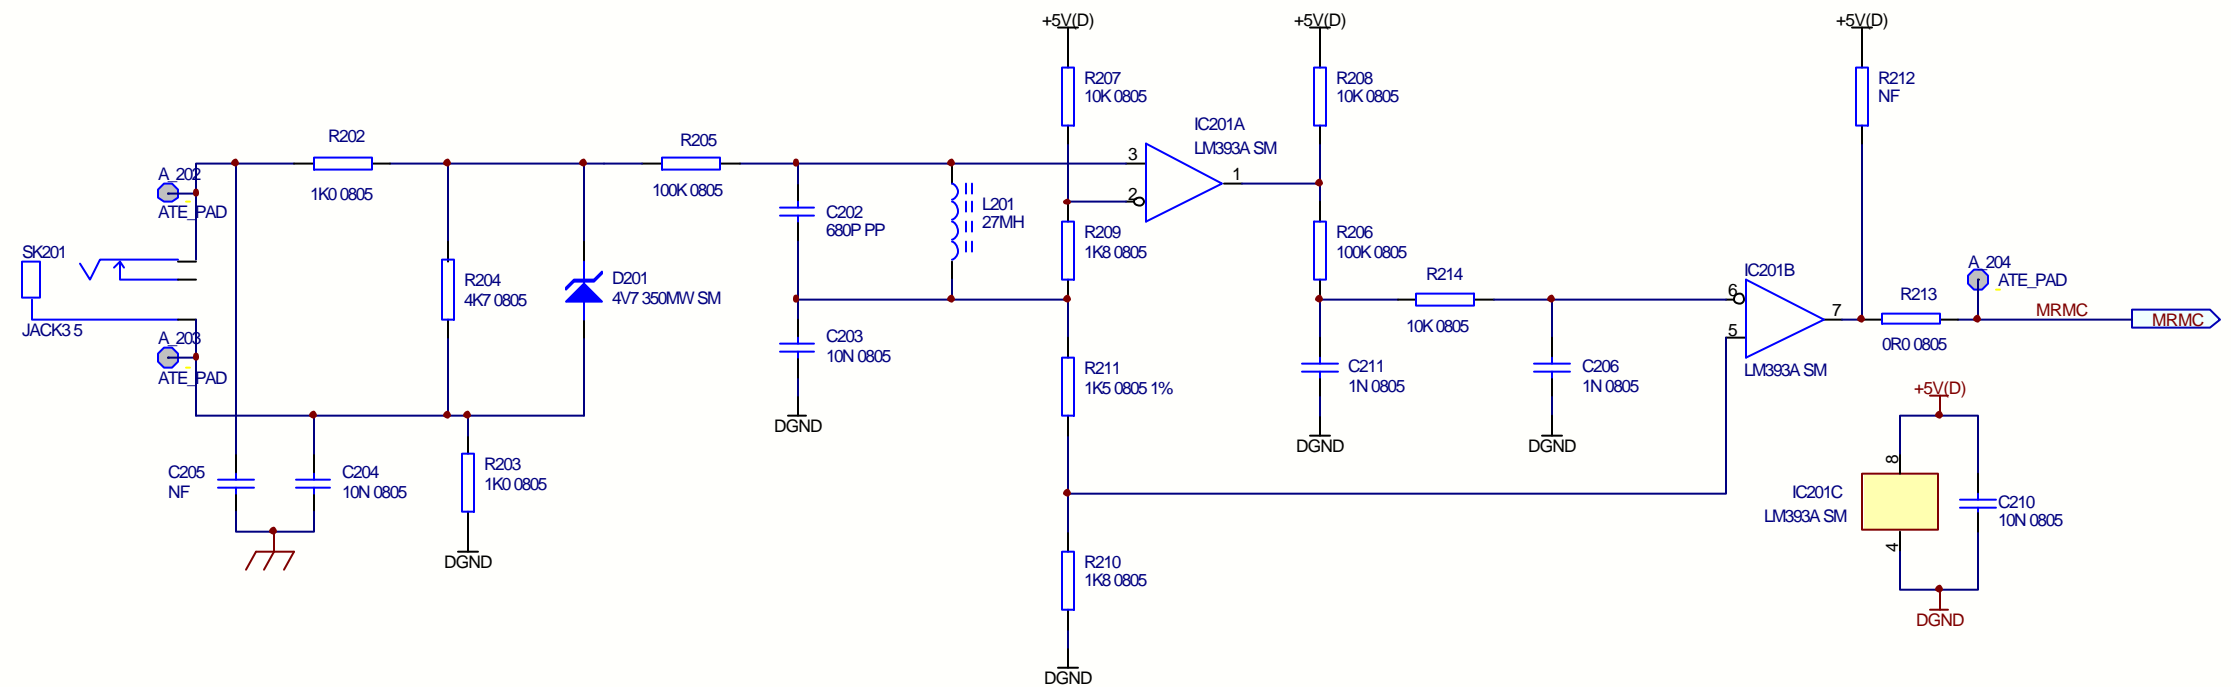 +5V(D)
+5V(D)
+5V(D)
R207
10K 0805
R208
10K 0805
R212
NF
R202
1K0 0805
R205
100K 0805
IC201A
LM393A SM
3
2
1
A_202
ATE_PAD
C202
680P PP
L201
27MH
R209
1K8 0805
R206
100K 0805
SK201
JACK3 5
R204
4K7 0805
D201
4V7 350MW SM
R214
10K 0805
IC201B
LM393A SM
6
5
7
A_204
ATE_PAD
R213
0R0 0805
MRMC
MRMC
A_203
ATE_PAD
C203
10N 0805
DGND
R211
1K5 0805 1%
C211
1N 0805
DGND
C206
1N 0805
DGND
+5V(D)
8
IC201C
LM393A SM
4
C210
10N 0805
DGND
C205
NF
C204
10N 0805
R203
1K0 0805
DGND
R210
1K8 0805
DGND